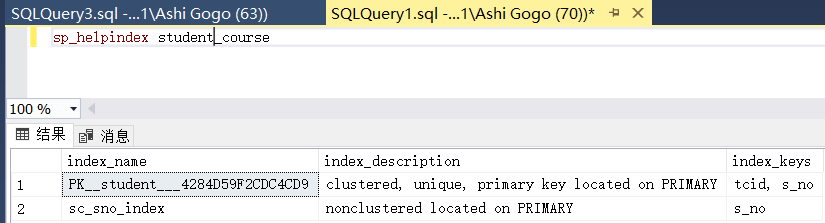 SQLQuery3.sql -...1\Ashi Gogo (63))
SQLQuery1.sql -...1\Ashi Gogo (70))*
sp_helpindex student_course
100 %
结果 消息
index_name index_description index_keys
1 PK__student___4284D59F2CDC4CD9 clustered, unique, primary key located on PRIMARY tcid, s_no
2 sc_sno_index nonclustered located on PRIMARY s_no